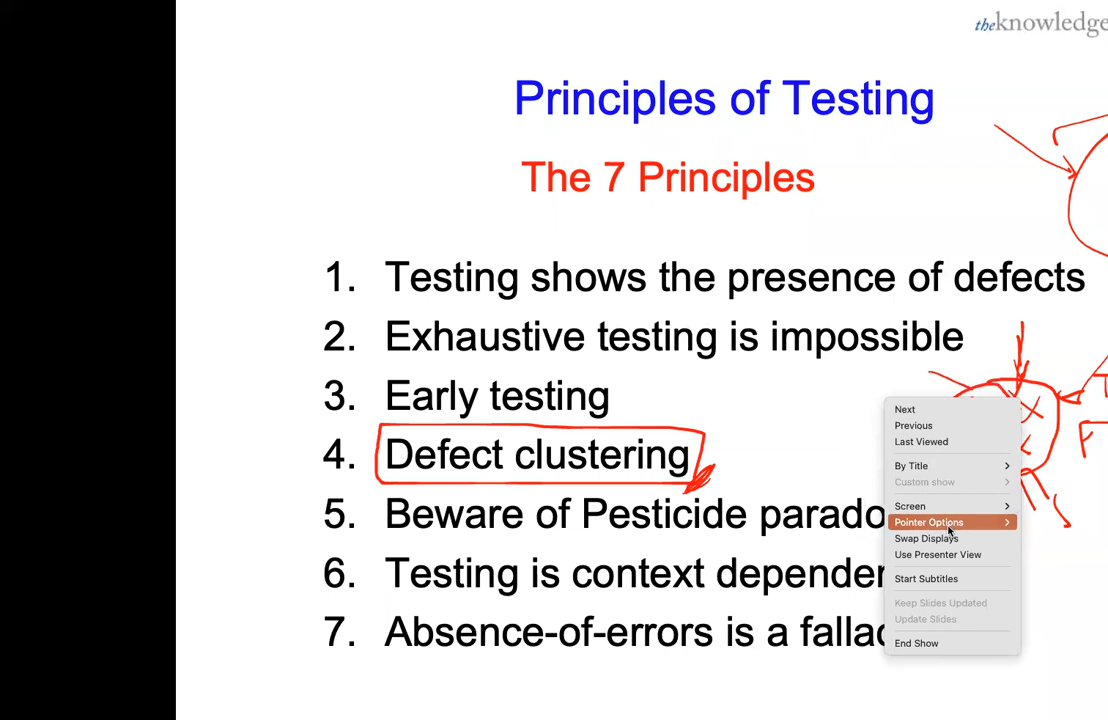 theknowledge
Principles of Testing
The 7 Principles
1. Testing shows the presence of defects
2. Exhaustive testing is impossible
3. Early testing
4. Defect clustering
5. Beware of Pesticide parado
6. Testing is context depende
7. Absence-of-errors is a falla
Next
Previous
Last Viewed
By Title
Custom show
Screen
Pointer Options
Swap Displays
Use Presenter View
Start Subtitles
Keep Slides Updated
Update Slides
End Show
X
F